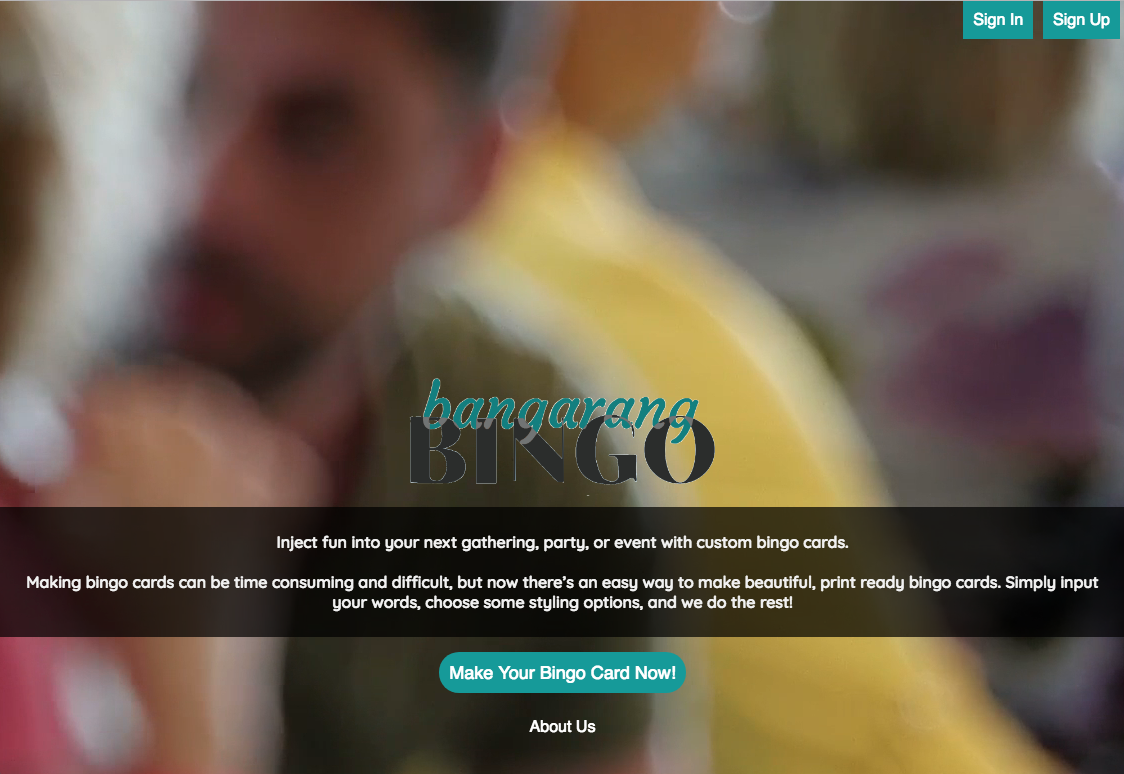 Sign In Sign Up
bangarang
BINGO
Inject fun into your next gathering, party, or event with custom bingo cards.
Making bingo cards can be time consuming and difficult, but now there's an easy way to make beautiful, print ready bingo cards. Simply input
your words, choose some styling options, and we do the rest!
Make Your Bingo Card Now!
About Us